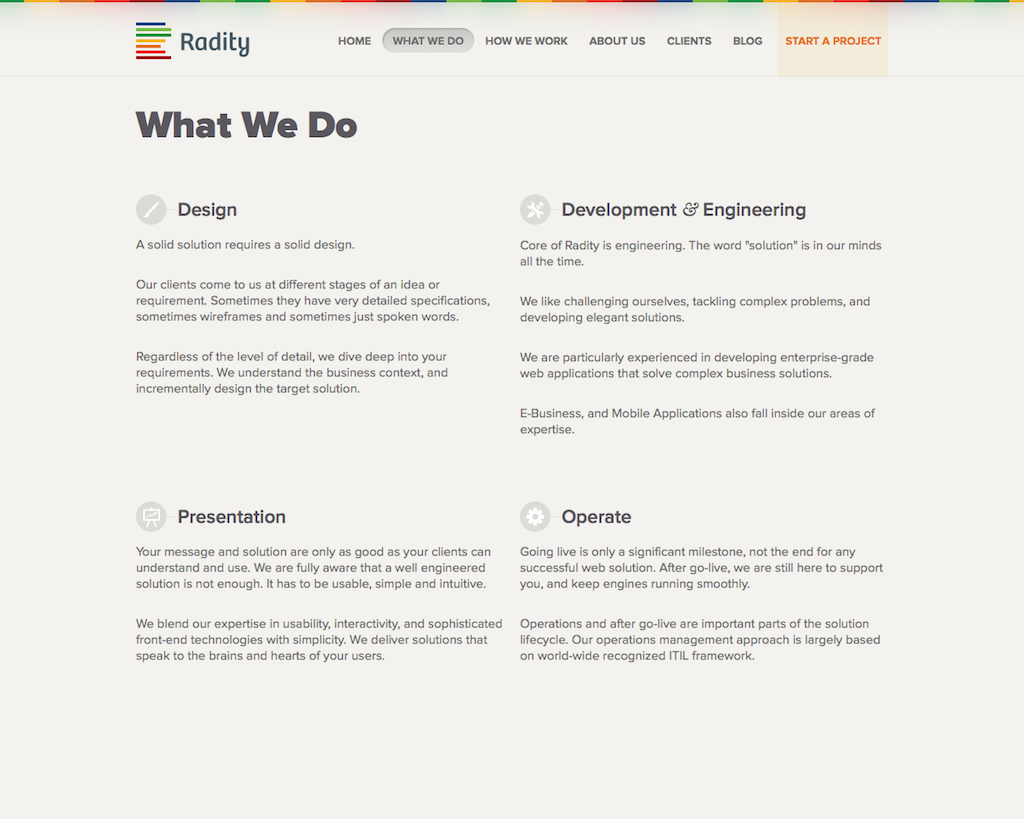 Radity
HOME
WHAT WE DO
HOW WE WORK
ABOUT US
CLIENTS
BLOG
START A PROJECT
What We Do
Design
A solid solution requires a solid design.
Our clients come to us at different stages of an idea or
requirement. Sometimes they have very detailed specifications,
sometimes wireframes and sometimes just spoken words.
Regardless of the level of detail, we dive deep into your
requirements. We understand the business context, and
incrementally design the target solution.
Development & Engineering
Core of Radity is engineering. The word "solution" is in our minds
all the time.
We like challenging ourselves, tackling complex problems, and
developing elegant solutions.
We are particularly experienced in developing enterprise-grade
web applications that solve complex business solutions.
E-Business, and Mobile Applications also fall inside our areas of
expertise.
Presentation
Your message and solution are only as good as your clients can
understand and use. We are fully aware that a well engineered
solution is not enough. It has to be usable, simple and intuitive.
We blend our expertise in usability, interactivity, and sophisticated
front-end technologies with simplicity. We deliver solutions that
speak to the brains and hearts of your users.
Operate
Going live is only a significant milestone, not the end for any
successful web solution. After go-live, we are still here to support
you, and keep engines running smoothly.
Operations and after go-live are important parts of the solution
lifecycle. Our operations management approach is largely based
on world-wide recognized ITIL framework.